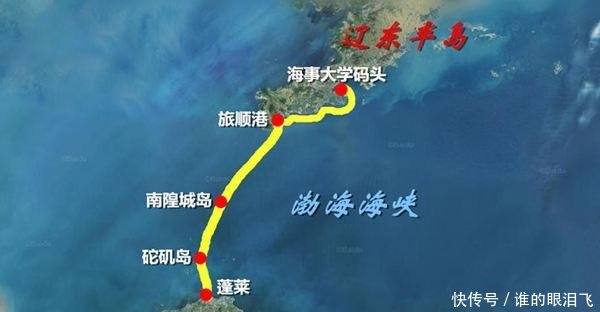 辽东半岛
海事大学码头
旅顺港
南隍城岛
渤海海峡
砣矶岛
蓬莱
快传号／谁的眼泪飞